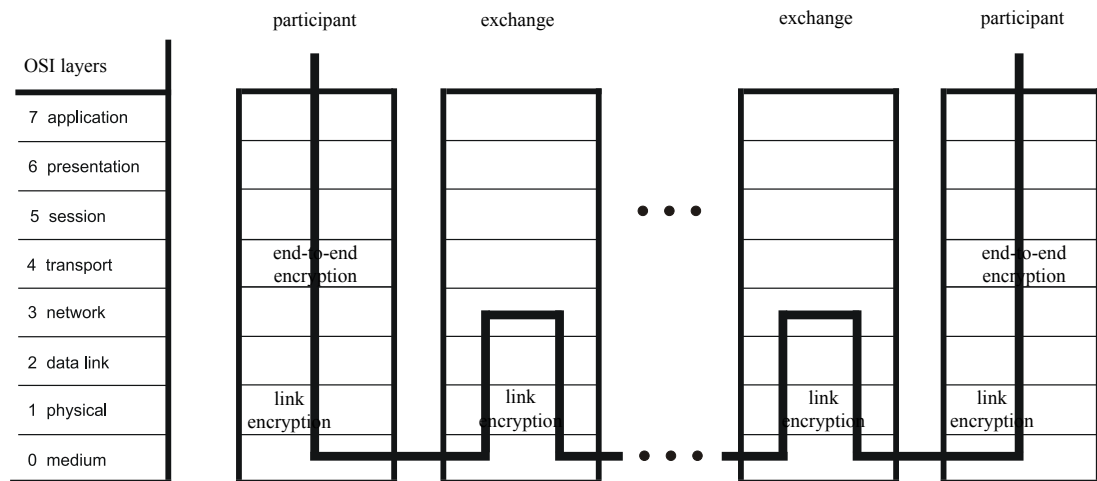 participant
exchange
exchange
participant
OSI layers
7 application
6 presentation
5 session
4 transport
3 network
2 data link
1 physical
0 medium
end-to-end
encryption
end-to-end
encryption
link
encryption
link
encryption
link
encryption
link
encryption